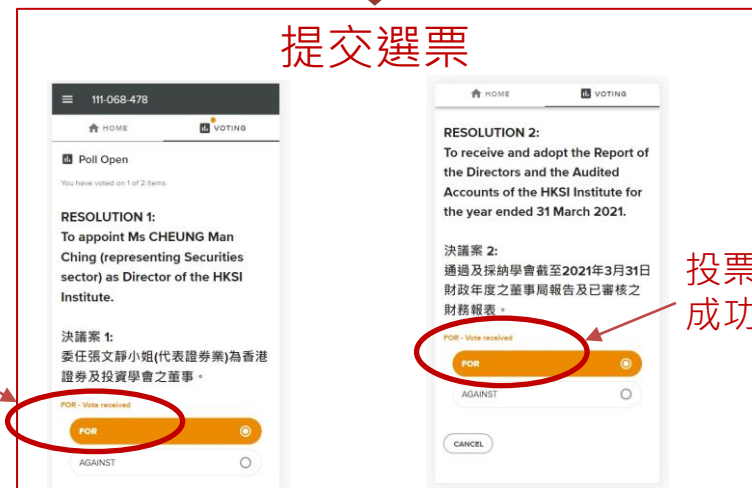 提交選票
111-068-478
HOME
VOTING
Poll Open
You have voted on 1 of 2 items
RESOLUTION 1:
To appoint Ms CHEUNG Man
Ching (representing Securities
sector) as Director of the HKSI
Institute.
決議案 1:
委任張文靜小姐(代表證券業)為香港
證券及投資學會之董事。
FOR - Vote received
FOR
AGAINST
HOME
VOTING
RESOLUTION 2:
To receive and adopt the Report of
the Directors and the Audited
Accounts of the HKSI Institute for
the year ended 31 March 2021.
決議案 2:
通過及採納學會截至2021年3月31日
財政年度之董事局報告及已審核之
財務報表。
FOR - Vote received
FOR
AGAINST
CANCEL
投票
成功